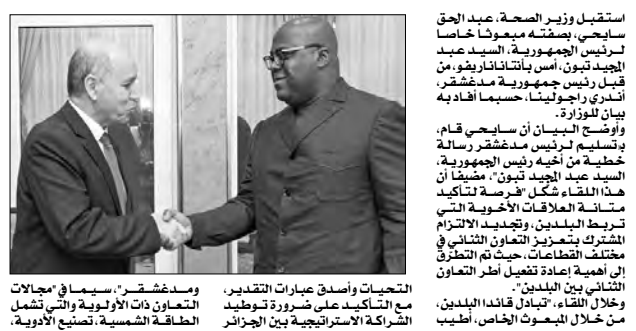 استقبل وزير الصحة، عبد الحق
سايحي، بصفته مبعوثا خاصا
لرئيس الجمهورية، السيد عبد
المجيد تبون، أمس بأنتاناناريفو، من
قبل رئيس جمهورية مدغشقر،
أندري راجولينا، حسبما أفاد به
بيان للوزارة.
وأوضح البيان أن سايحي قام،
بـ"تسليم لرئيس مدغشقر رسالة
خطية من أخيه رئيس الجمهورية،
السيد عبد المجيد تبون"، مضيفا أن
هذا اللقاء شكل "فرصة لتأكيد
متانة العلاقات الأخوية التي
تربط البلدين، وتجديد الالتزام
المشترك بتعزيز التعاون الثنائي في
مختلف القطاعات، حيث تم التطرق
إلى أهمية إعادة تفعيل أطر التعاون
الثنائي بين البلدين".
وخلال اللقاء، "تبادل قائدا البلدين،
من خلال المبعوث الخاص، أطيب
التحيات وأصدق عبارات التقدير،
مع التأكيد على ضرورة توطيد
الشراكة الاستراتيجية بين الجزائر
ومدغشقر"، سيما في "مجالات
التعاون ذات الأولوية والتي تشمل
الطاقة الشمسية، تصنيع الأدوية،